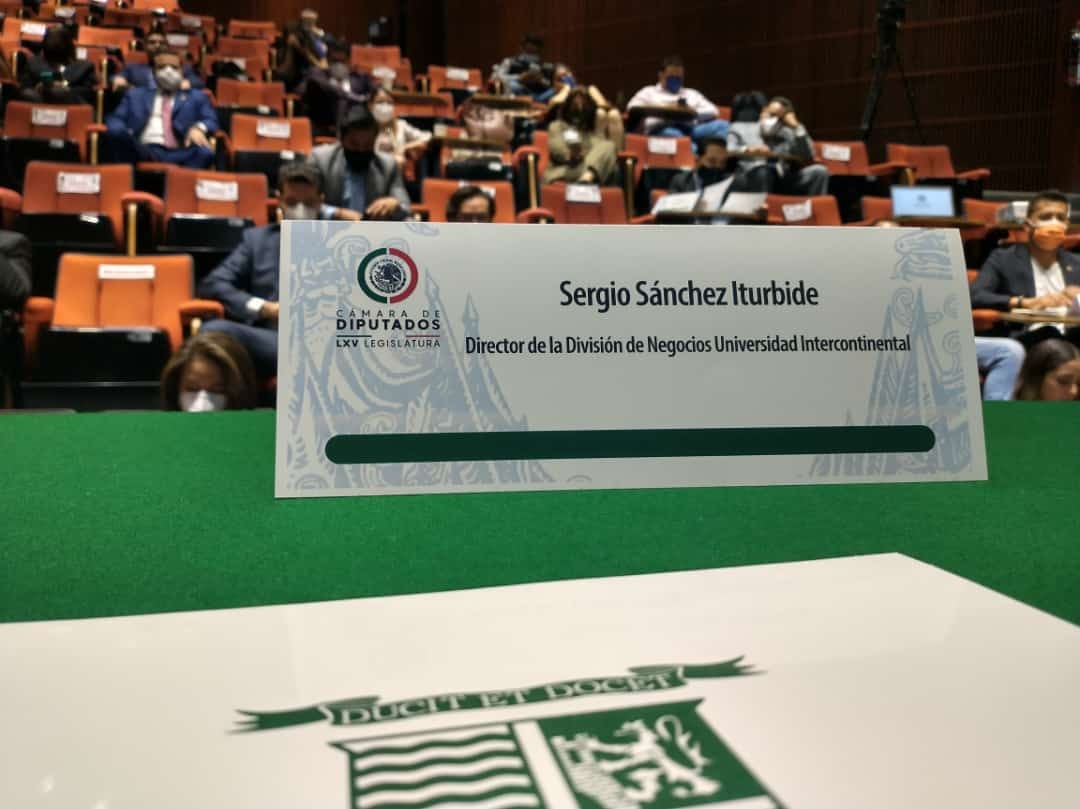 CÁMARA DE
DIPUTADOS
LXV LEGISLATURA
Sergio Sánchez Iturbide
Director de la División de Negocios Universidad Intercontinental
DUCIT ET DOCET